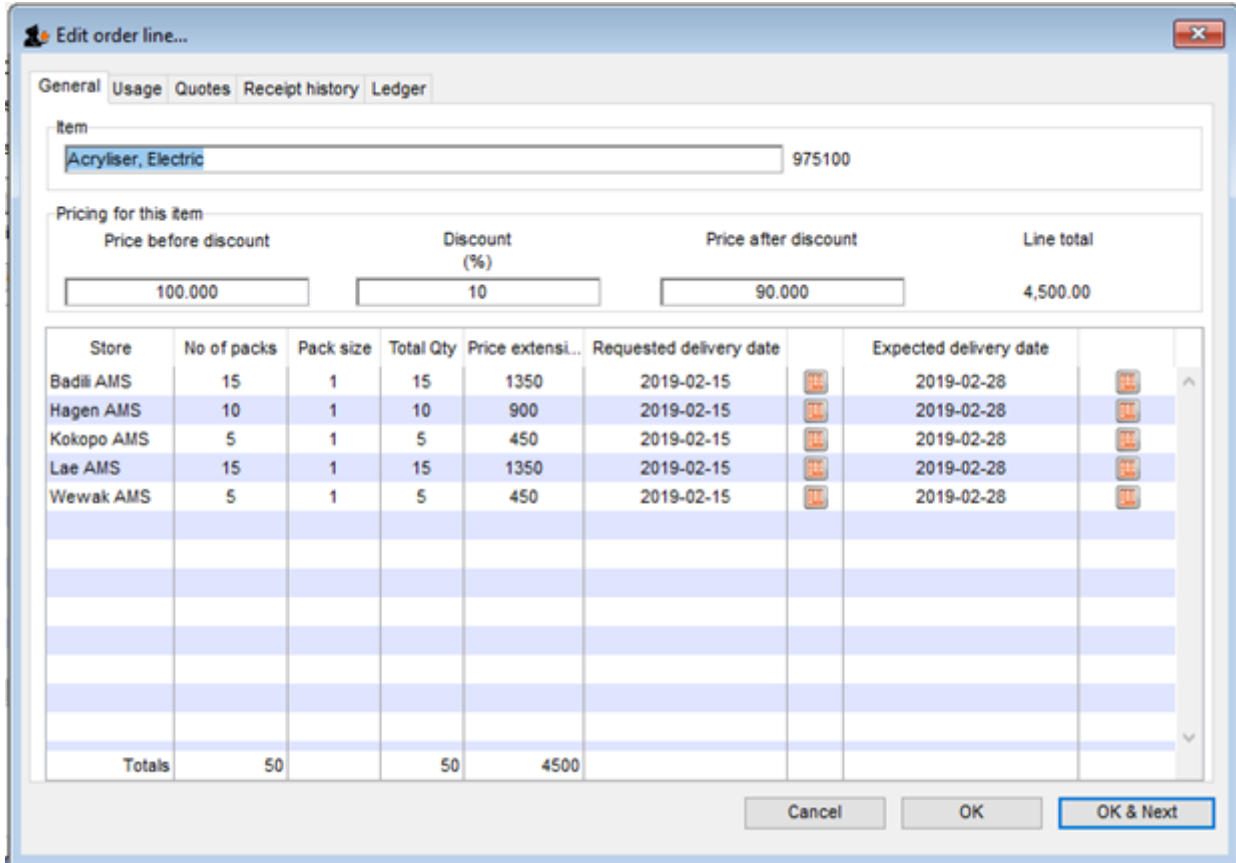 Edit order line...
General Usage Quotes Receipt history Ledger
Item
Acryliser, Electric 975100
Pricing for this item
Price before discount Discount (%) Price after discount Line total
100.000 10 90.000 4,500.00
Store No of packs Pack size Total Qty Price extensi... Requested delivery date Expected delivery date
Badili AMS 15 1 15 1350 2019-02-15 2019-02-28
Hagen AMS 10 1 10 900 2019-02-15 2019-02-28
Kokopo AMS 5 1 5 450 2019-02-15 2019-02-28
Lae AMS 15 1 15 1350 2019-02-15 2019-02-28
Wewak AMS 5 1 5 450 2019-02-15 2019-02-28
Totals 50 50 4500
Cancel OK OK & Next